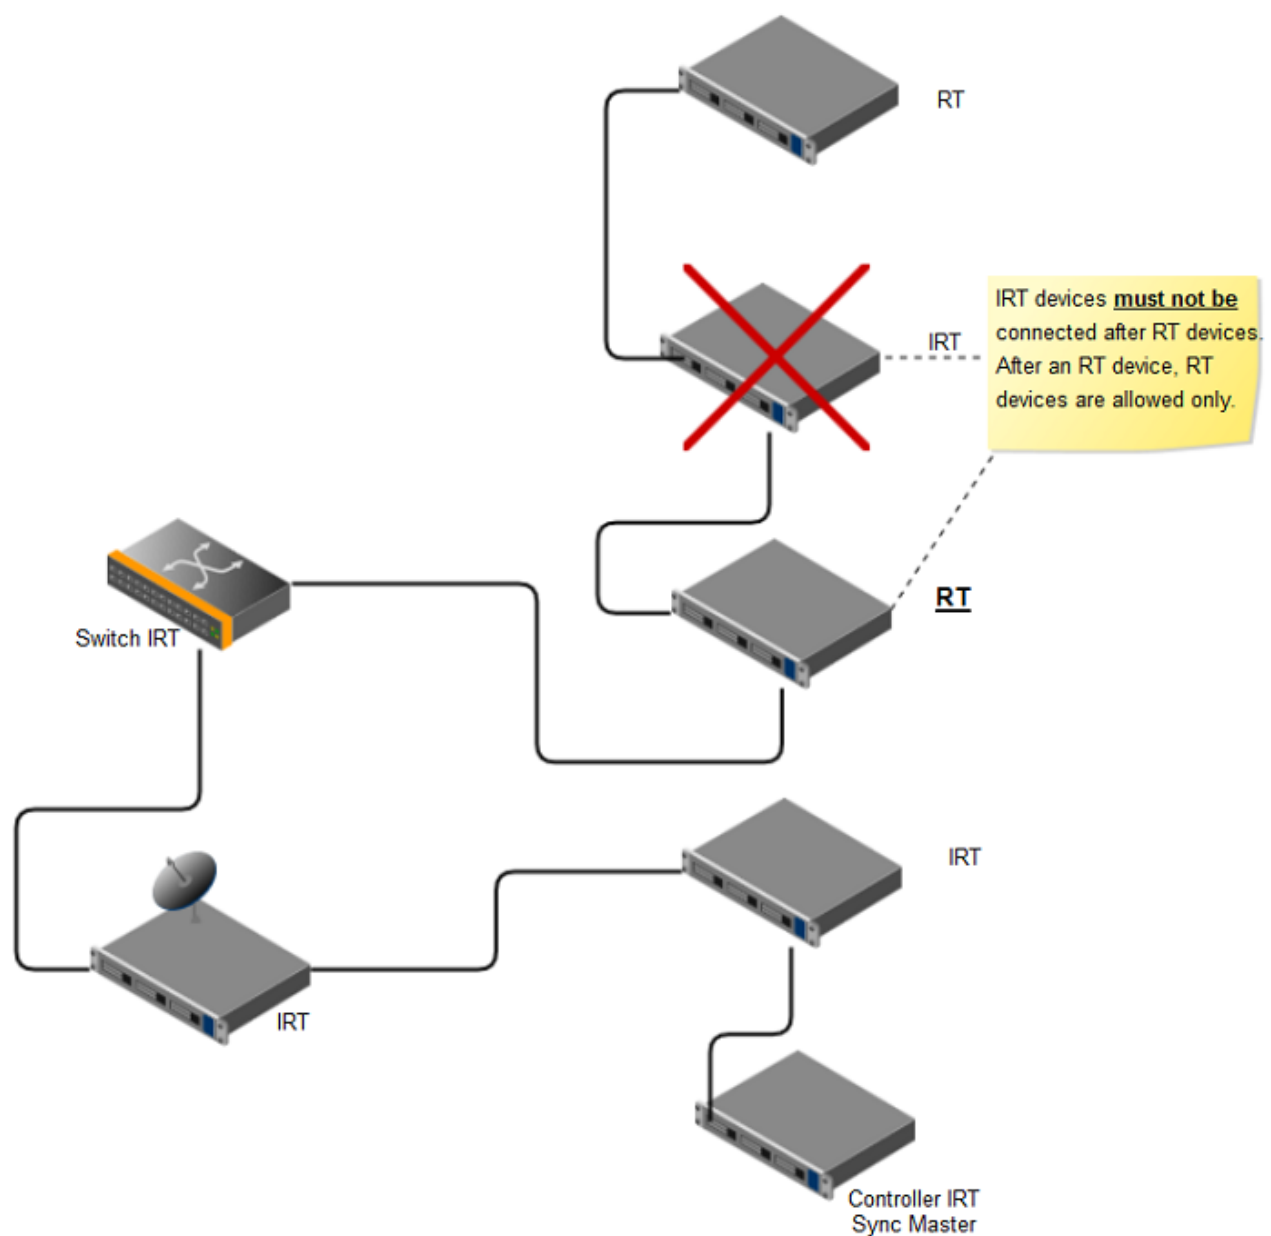 RT
IRT
IRT devices must not be
connected after RT devices.
After an RT device, RT
devices are allowed only.
RT
Switch IRT
IRT
IRT
Controller IRT
Sync Master